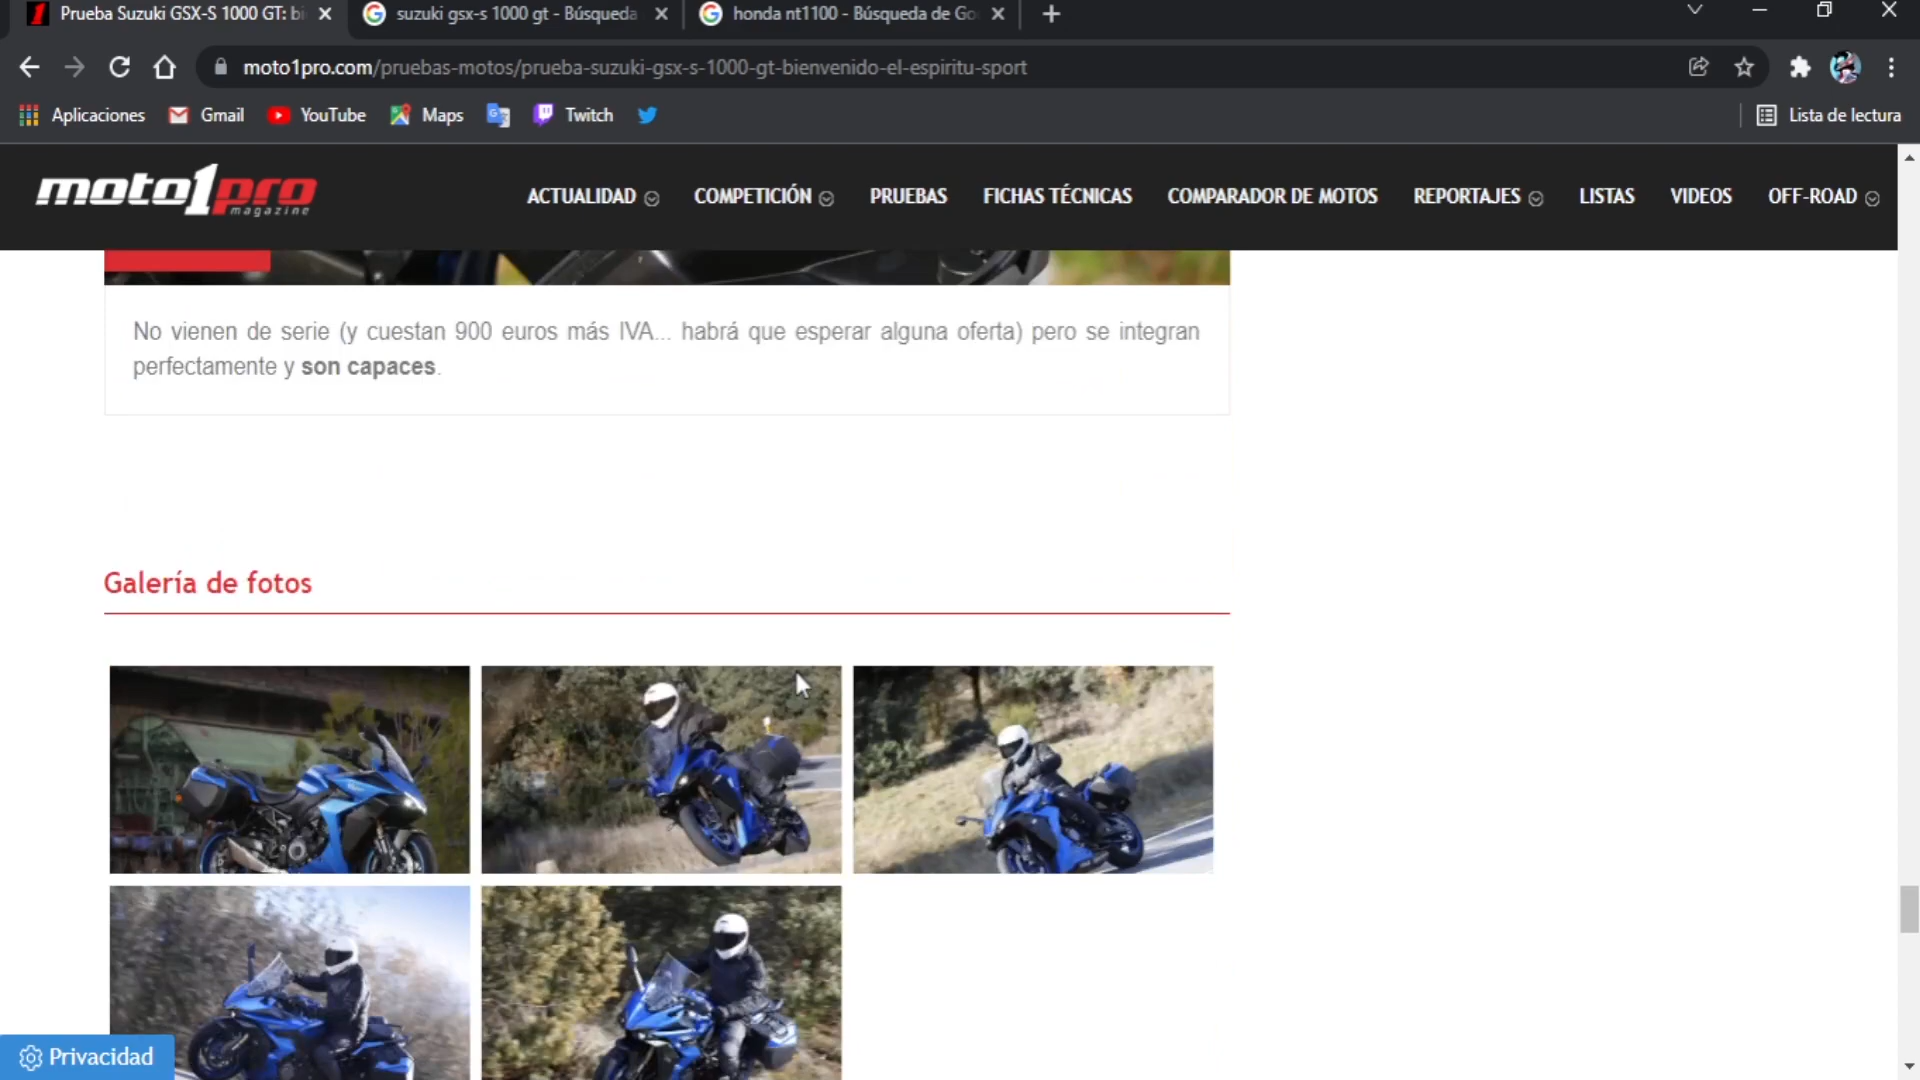 Prueba Suzuki GSX-S 1000 GT: bi
suzuki gsx-s 1000 gt - Búsqueda
honda nt1100 - Búsqueda de Go
moto1pro.com/pruebas-motos/prueba-suzuki-gsx-s-1000-gt-bienvenido-el-espiritu-sport
Aplicaciones
Gmail
YouTube
Maps
Twitch
Lista de lectura
moto1pro
magazine
ACTUALIDAD
COMPETICIÓN
PRUEBAS
FICHAS TÉCNICAS
COMPARADOR DE MOTOS
REPORTAJES
LISTAS
VIDEOS
OFF-ROAD
No vienen de serie (y cuestan 900 euros más IVA... habrá que esperar alguna oferta) pero se integran
perfectamente y son capaces.
Galería de fotos
Privacidad